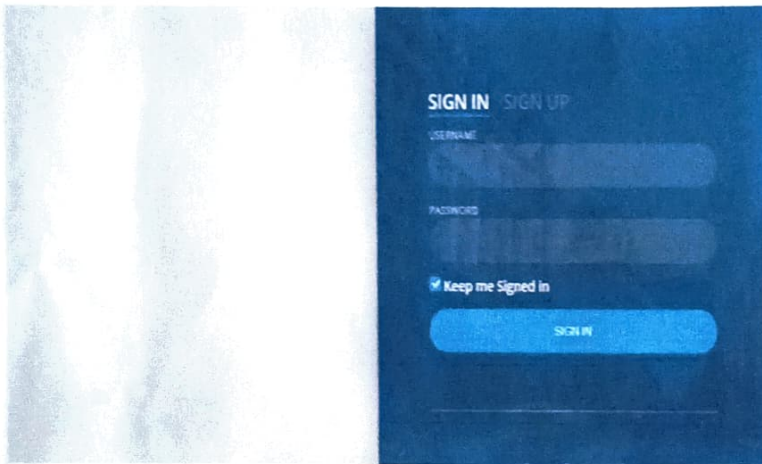 SIGN IN SIGN UP
USERNAME
PASSWORD
Keep me Signed in
SIGN IN